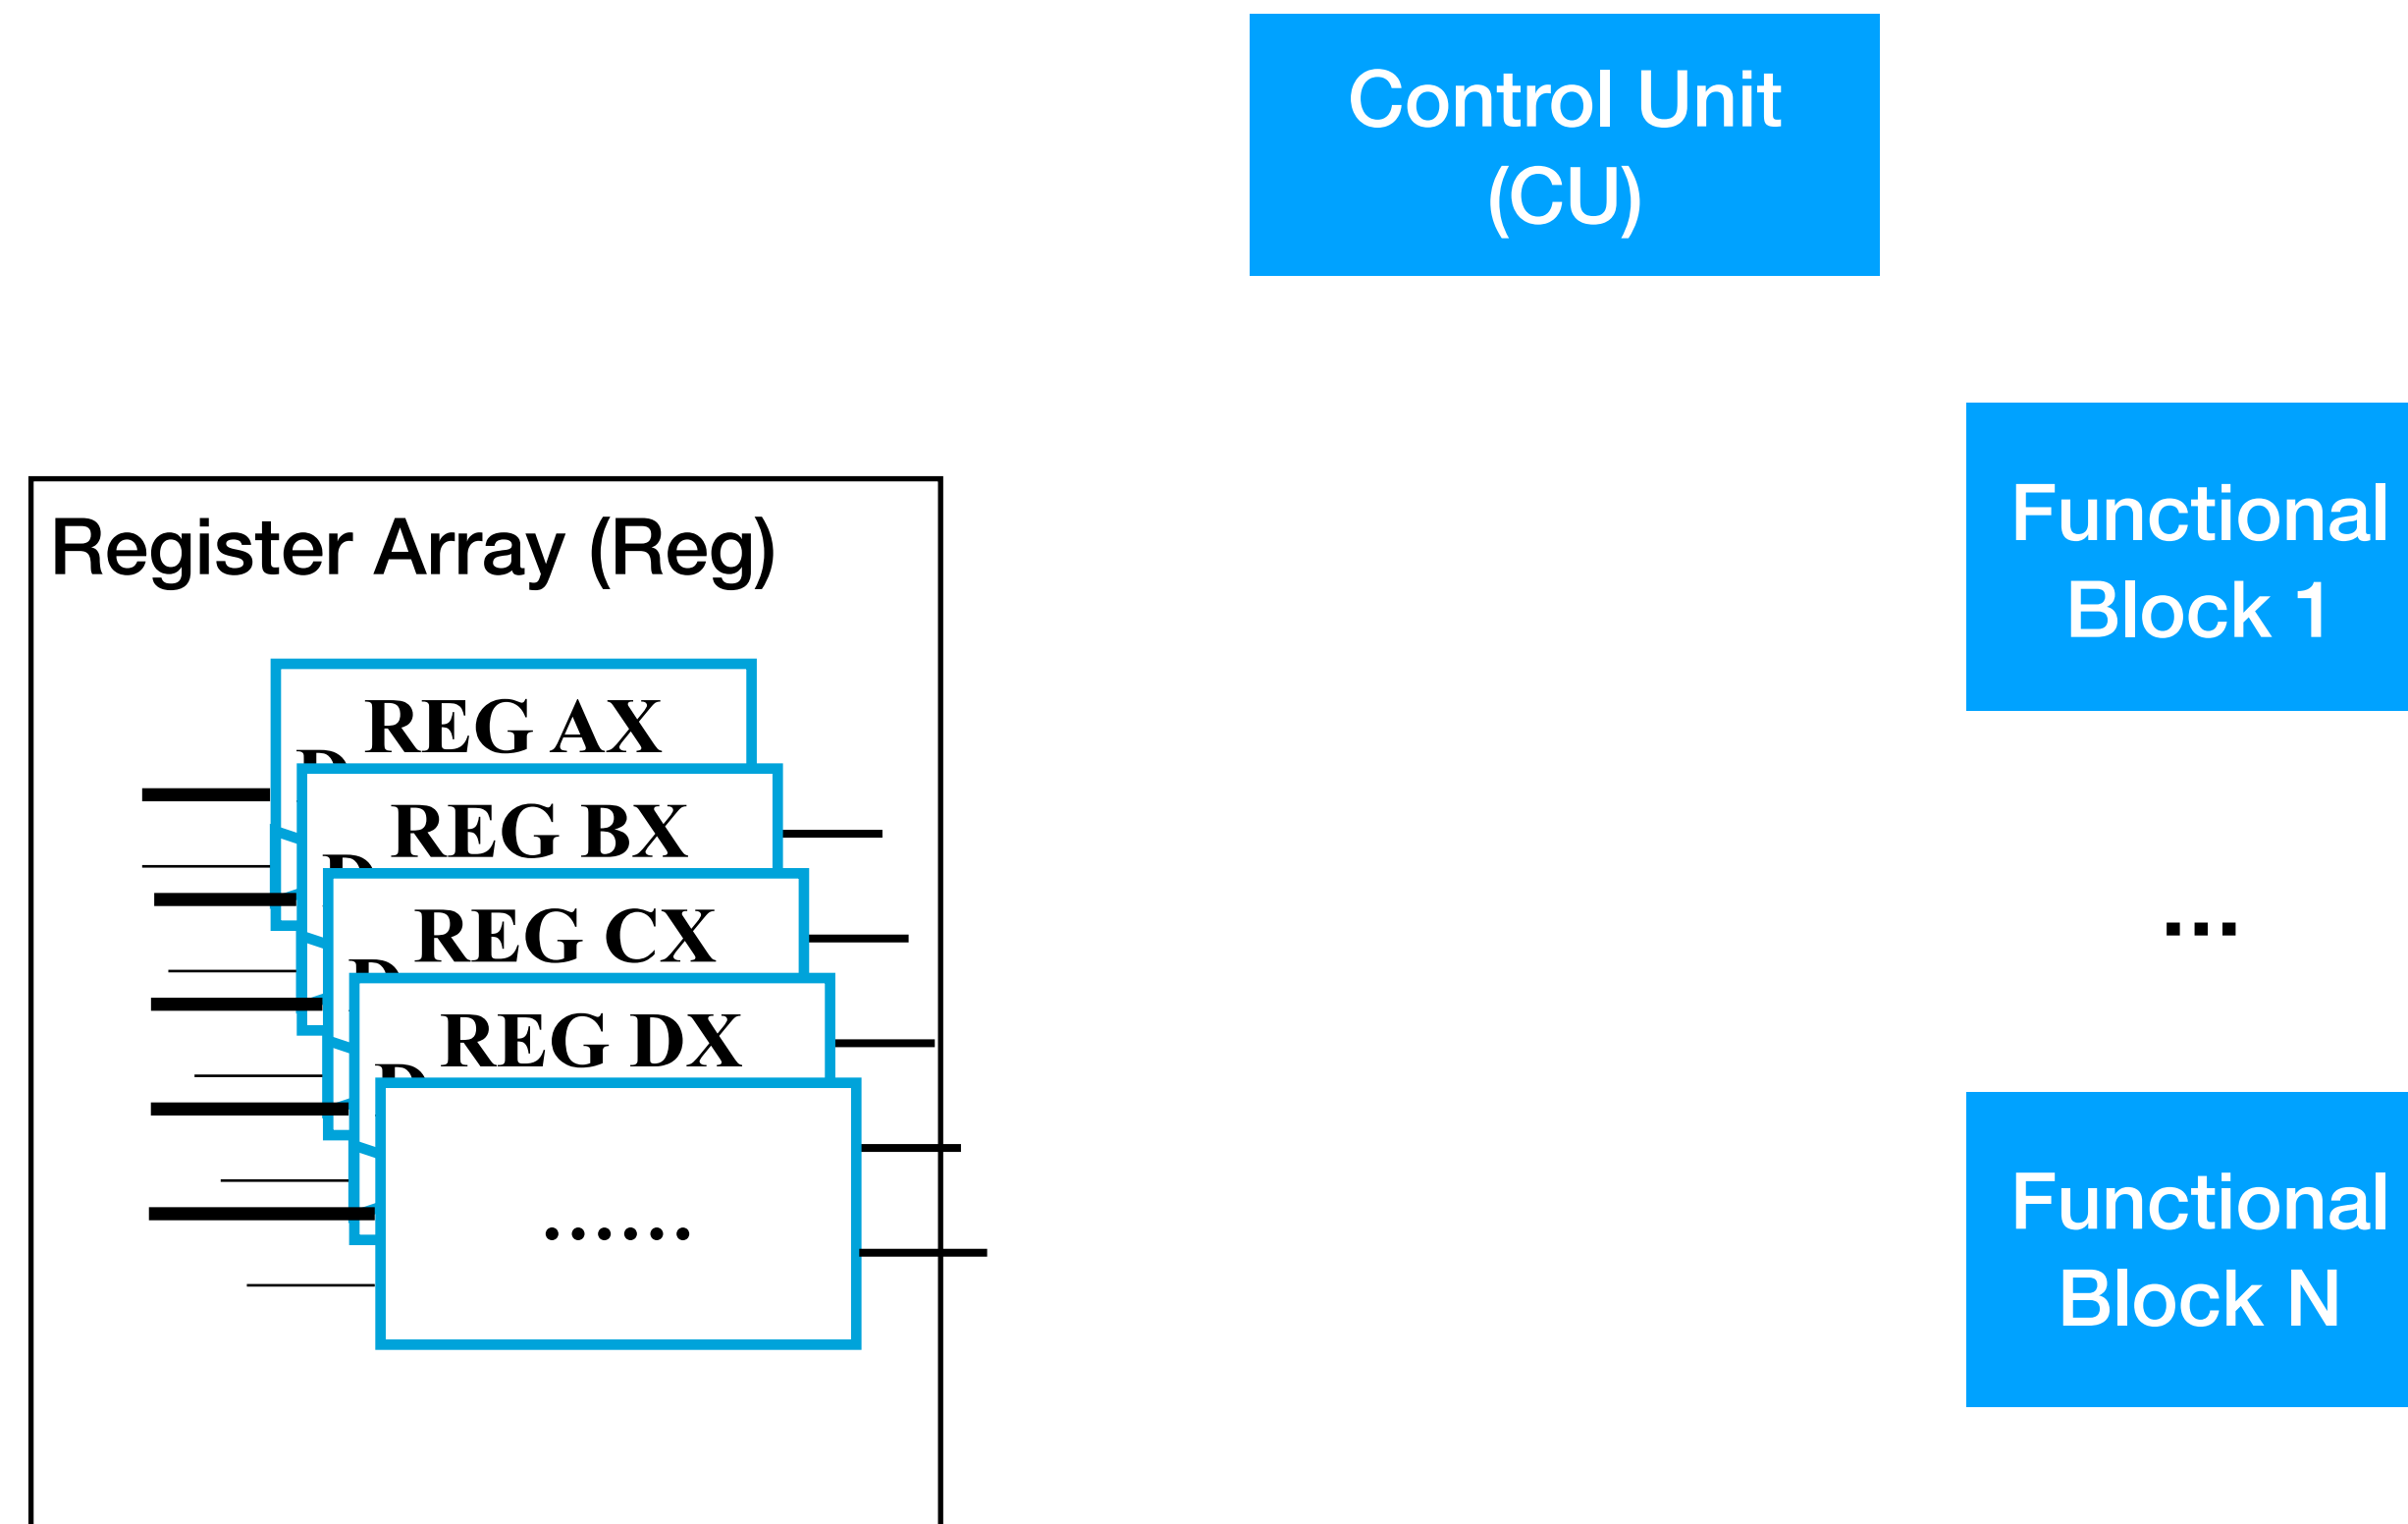 Control Unit
(CU)
Functional
Block 1
Register Array (Reg)
REG AX
REG BX
REG CX
REG DX
......
...
Functional
Block N